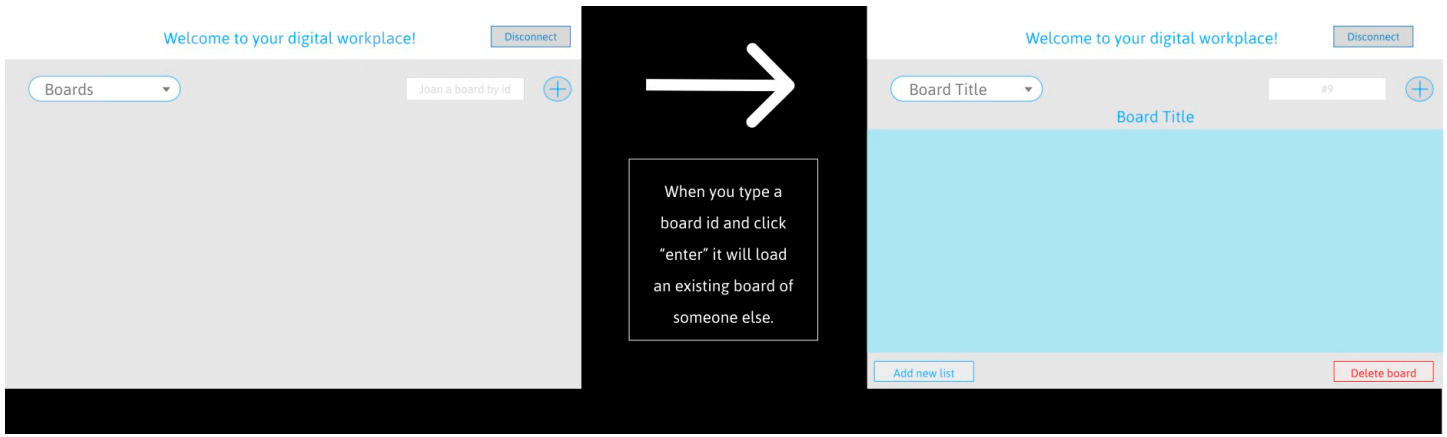 Welcome to your digital workplace!
Disconnect
Boards
Joan a board by id
When you type a
board id and click
“enter” it will load
an existing board of
someone else.
Welcome to your digital workplace!
Disconnect
Board Title
#9
Board Title
Add new list
Delete board